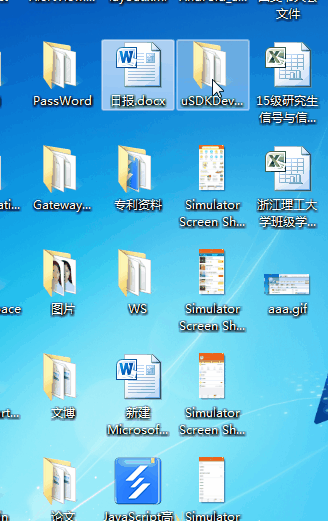 文件
PassWord
日报.docx
uSDKDev...
15级研究生
信号与信...
Gateway...
专利资料
Simulator
Screen Sh...
浙江理工大
学班级学...
图片
WS
Simulator
Screen Sh...
aaa.gif
文博
新建
Microsof...
Simulator
Screen Sh...
论文
JavaScript高
Simulator